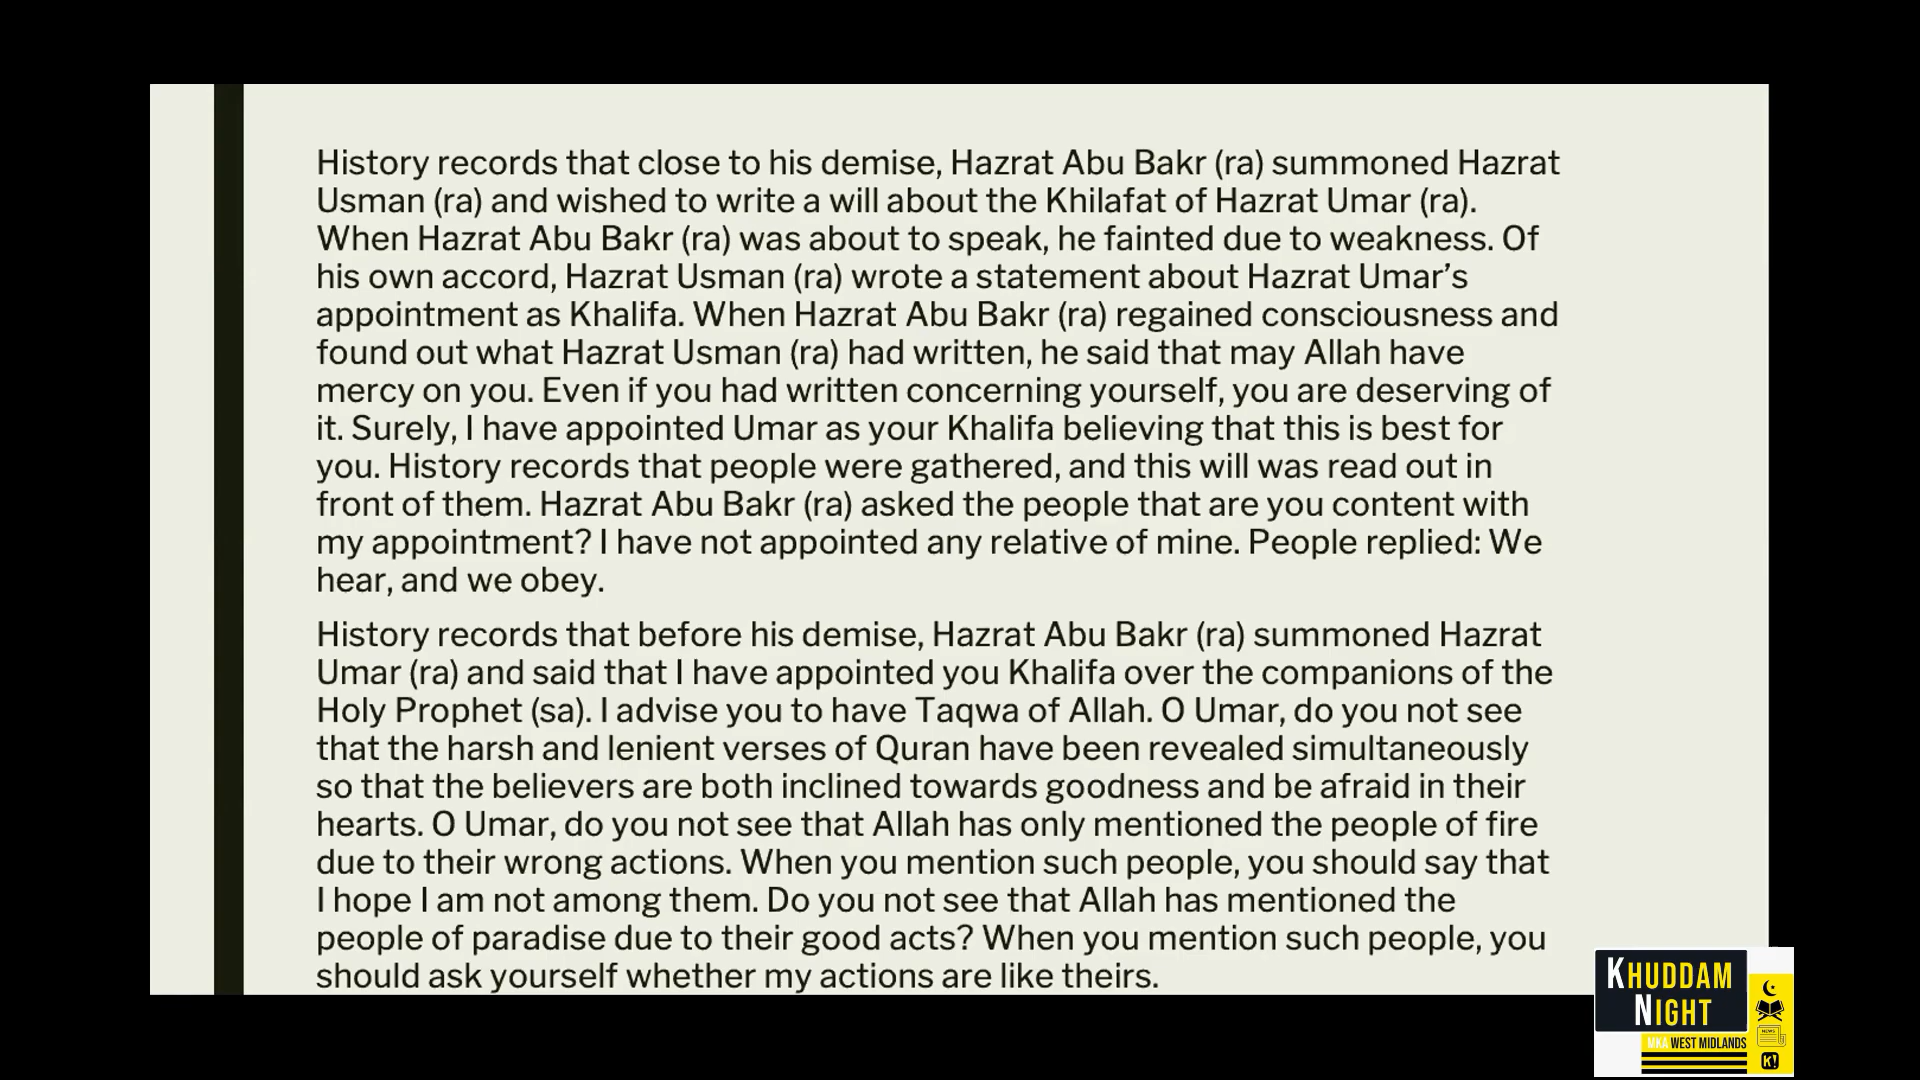 History records that close to his demise, Hazrat Abu Bakr (ra) summoned Hazrat
Usman (ra) and wished to write a will about the Khilafat of Hazrat Umar (ra).
When Hazrat Abu Bakr (ra) was about to speak, he fainted due to weakness. Of
his own accord, Hazrat Usman (ra) wrote a statement about Hazrat Umar’s
appointment as Khalifa. When Hazrat Abu Bakr (ra) regained consciousness and
found out what Hazrat Usman (ra) had written, he said that may Allah have
mercy on you. Even if you had written concerning yourself, you are deserving of
it. Surely, I have appointed Umar as your Khalifa believing that this is best for
you. History records that people were gathered, and this will was read out in
front of them. Hazrat Abu Bakr (ra) asked the people that are you content with
my appointment? I have not appointed any relative of mine. People replied: We
hear, and we obey.
History records that before his demise, Hazrat Abu Bakr (ra) summoned Hazrat
Umar (ra) and said that I have appointed you Khalifa over the companions of the
Holy Prophet (sa). I advise you to have Taqwa of Allah. O Umar, do you not see
that the harsh and lenient verses of Quran have been revealed simultaneously
so that the believers are both inclined towards goodness and be afraid in their
hearts. O Umar, do you not see that Allah has only mentioned the people of fire
due to their wrong actions. When you mention such people, you should say that
I hope I am not among them. Do you not see that Allah has mentioned the
people of paradise due to their good acts? When you mention such people, you
should ask yourself whether my actions are like theirs.
KHUDDAM
NIGHT
MKA WEST MIDLANDS
NEWS
K!